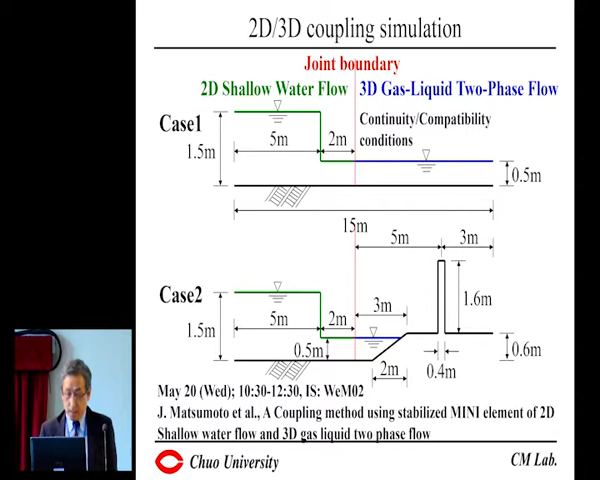 2D/3D coupling simulation
Joint boundary
2D Shallow Water Flow
3D Gas-Liquid Two-Phase Flow
Case1
Continuity/Compatibility
conditions
1.5m
5m
2m
0.5m
15m
5m
3m
Case2
3m
1.6m
1.5m
5m
2m
0.5m
0.6m
2m
0.4m
May 20 (Wed); 10:30-12:30, IS: WeM02
J. Matsumoto et al., A Coupling method using stabilized MINI element of 2D
Shallow water flow and 3D gas liquid two phase flow
Chuo University
CM Lab.